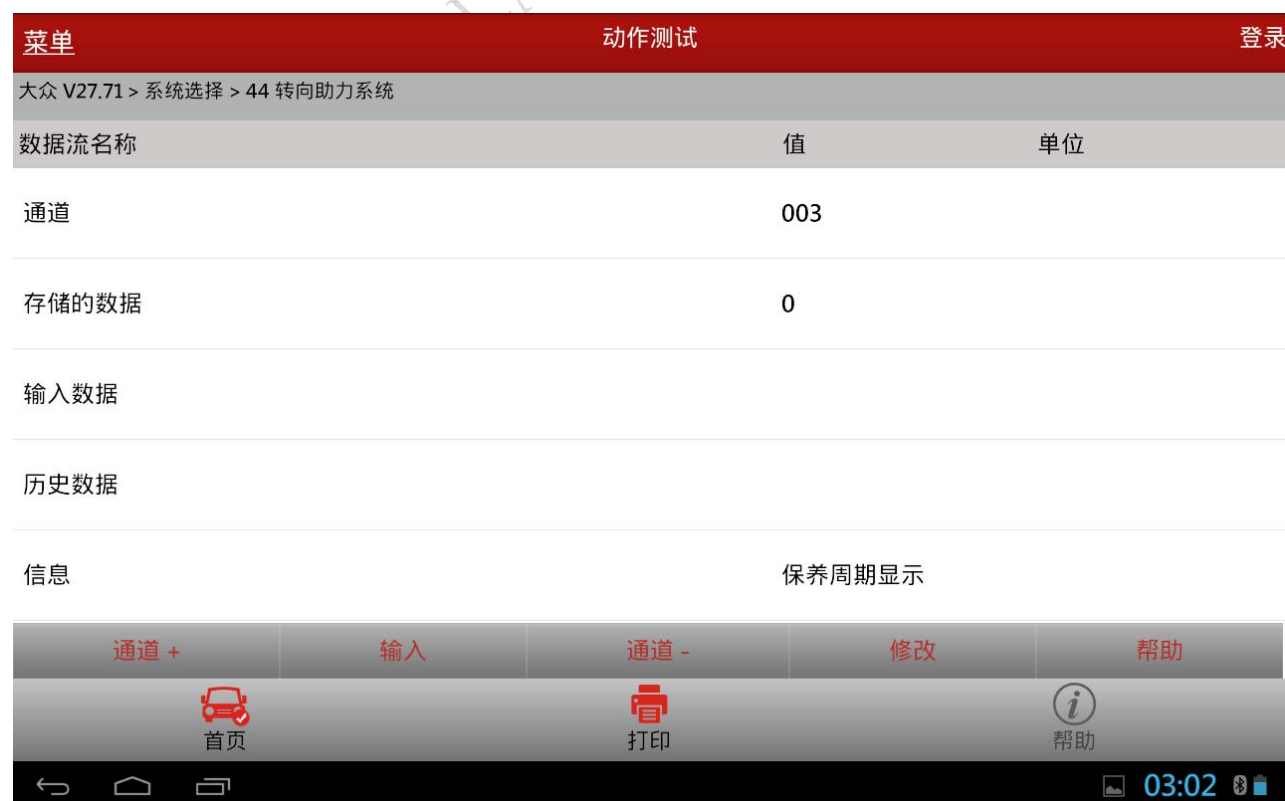 菜单 动作测试 登录
大众 V27.71 > 系统选择 > 44 转向助力系统
数据流名称 值 单位
通道 003
存储的数据 0
输入数据
历史数据
信息 保养周期显示
通道 + 输入 通道 - 修改 帮助
首页 打印 帮助
03:02